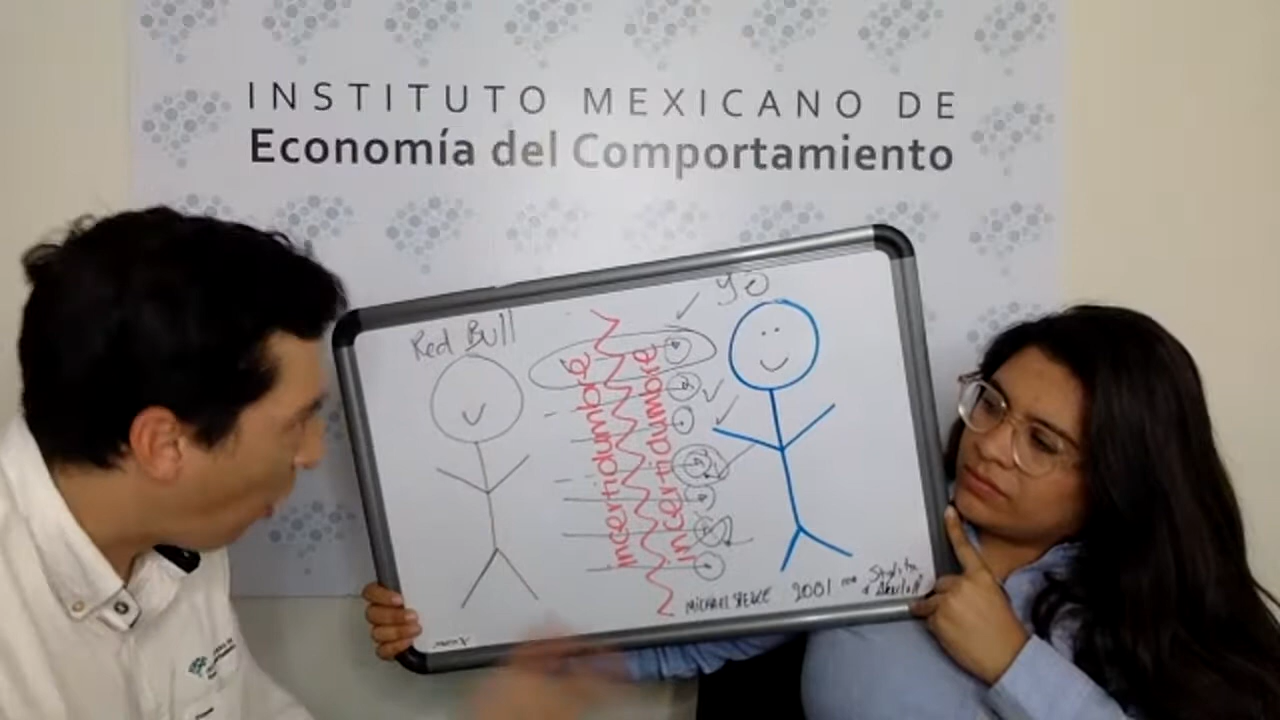 INSTITUTO MEXICANO DE
Economía del Comportamiento
yo
Red Bull
incertidumbre
incertidumbre
MICHAEL SPENCE 2001